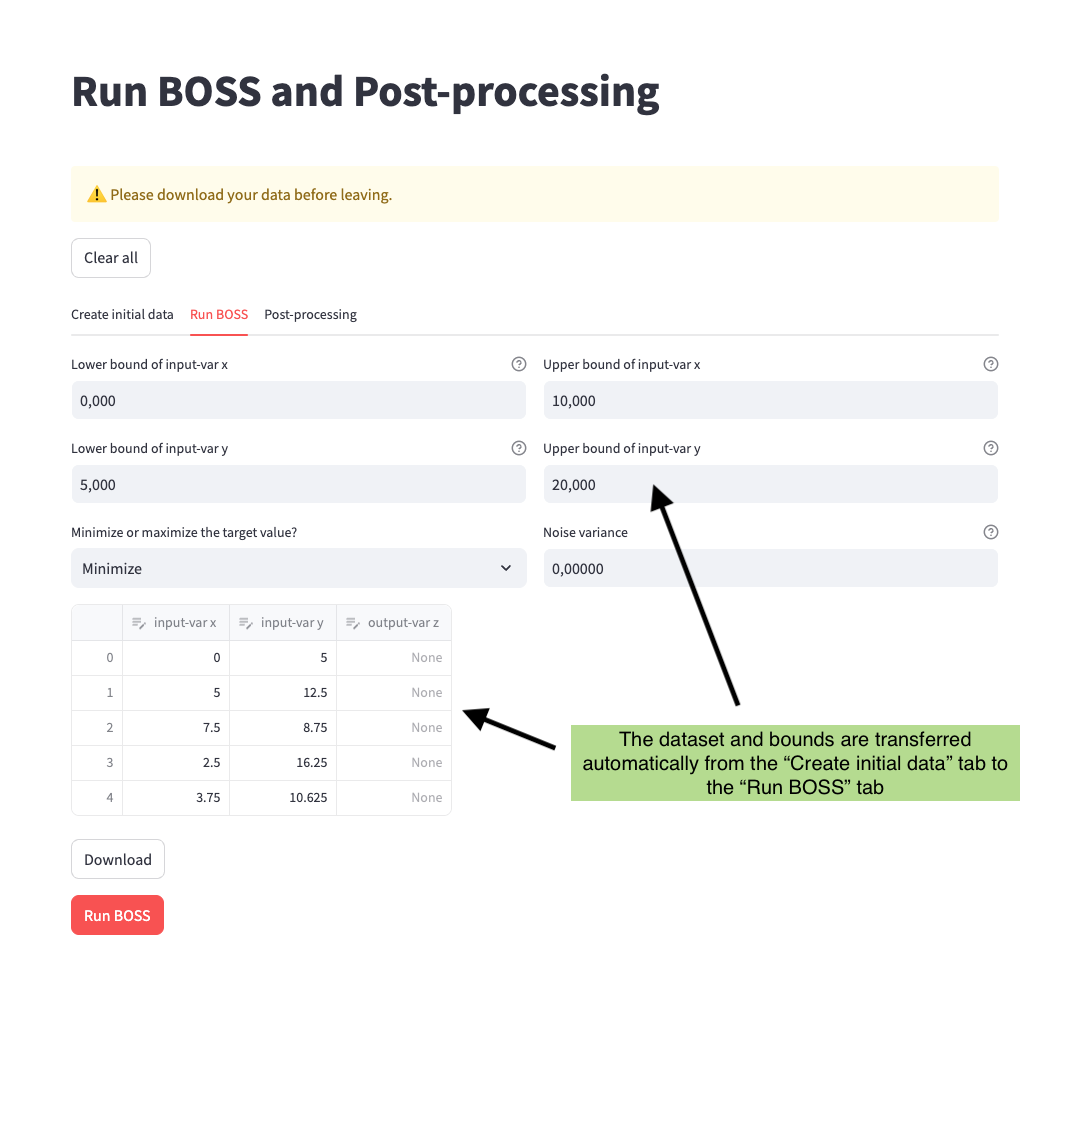 Run BOSS and Post-processing
Please download your data before leaving.
Clear all
Create initial data Run BOSS Post-processing
Lower bound of input-var x Upper bound of input-var x
0,000 10,000
Lower bound of input-var y Upper bound of input-var y
5,000 20,000
Minimize or maximize the target value? Noise variance
Minimize 0,00000
input-var x input-var y output-var z
0 0 5 None
1 5 12.5 None
2 7.5 8.75 None
3 2.5 16.25 None
4 3.75 10.625 None
The dataset and bounds are transferred
automatically from the “Create initial data” tab to
the “Run BOSS” tab
Download
Run BOSS